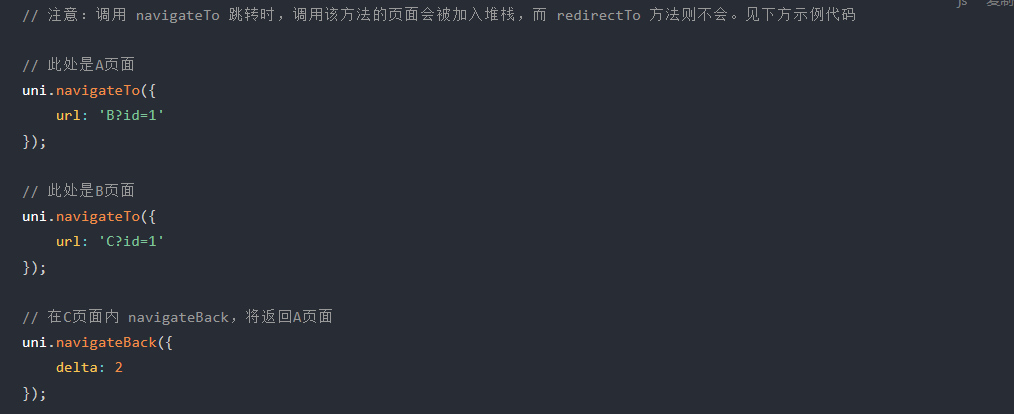 js 复制
// 注意：调用 navigateTo 跳转时，调用该方法的页面会被加入堆栈，而 redirectTo 方法则不会。见下方示例代码
// 此处是A页面
uni.navigateTo({
    url: 'B?id=1'
});
// 此处是B页面
uni.navigateTo({
    url: 'C?id=1'
});
// 在C页面内 navigateBack，将返回A页面
uni.navigateBack({
    delta: 2
});